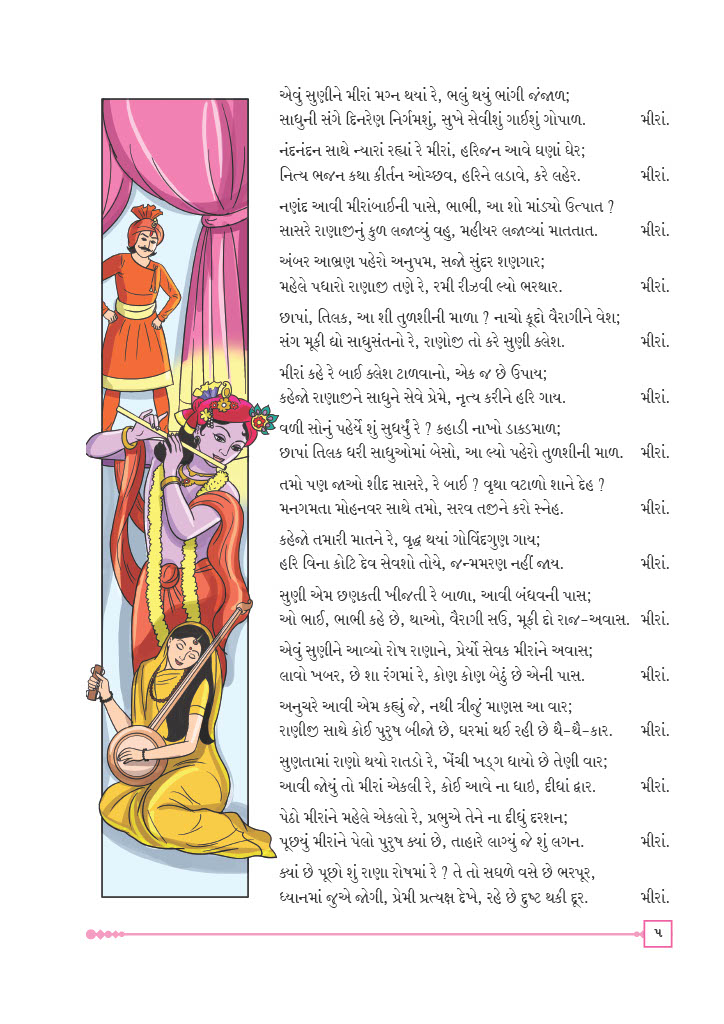 એવું સુણીને મીરાં મગ્ન થયાં રે, ભલું થયું ભાંગી જંજાળ;
સાધુની સંગે દિનરેણ નિર્ગમશું, સુખે સેવીશું ગાઈશું ગોપાળ. મીરાં.
નંદનંદન સાથે ન્યારાં રહ્યાં રે મીરાં, હરિજન આવે ઘણાં ઘેર;
નિત્ય ભજન કથા કીર્તન ઓચ્છવ, હરિને લડાવે, કરે લહેર. મીરાં.
નણંદ આવી મીરાંબાઈની પાસે, ભાભી, આ શો માંડ્યો ઉત્પાત ?
સાસરે રાણાજીનું કુળ લજાવ્યું વહુ, મહીયર લજાવ્યાં માતતાત. મીરાં.
અંબર આભ્રણ પહેરો અનુપમ, સજો સુંદર શણગાર;
મહેલે પધારો રાણાજી તણે રે, રમી રીઝવી લ્યો ભરથાર. મીરાં.
છાપાં, તિલક, આ શી તુળશીની માળા ? નાચો કૂદો વૈરાગીને વેશ;
સંગ મૂકી દ્યો સાધુસંતનો રે, રાણોજી તો કરે સુણી ક્લેશ. મીરાં.
મીરાં કહે રે બાઈ ક્લેશ ટાળવાનો, એક જ છે ઉપાય;
કહેજો રાણાજીને સાધુને સેવે પ્રેમે, નૃત્ય કરીને હરિ ગાય. મીરાં.
વળી સોનું પહેર્યે શું સુધર્યું રે ? કહાડી નાખો ડાકડમાળ;
છાપાં તિલક ધરી સાધુઓમાં બેસો, આ લ્યો પહેરો તુળશીની માળ. મીરાં.
તમો પણ જાઓ શીદ સાસરે, રે બાઈ ? વૃથા વટાળો શાને દેહ ?
મનગમતા મોહનવર સાથે તમો, સરવ તજીને કરો સ્નેહ. મીરાં.
કહેજો તમારી માતને રે, વૃદ્ધ થયાં ગોવિંદગુણ ગાય;
હરિ વિના કોટિ દેવ સેવશો તોયે, જન્મમરણ નહીં જાય. મીરાં.
સુણી એમ છણકતી ખીજતી રે બાળા, આવી બંધવની પાસ;
ઓ ભાઈ, ભાભી કહે છે, થાઓ, વૈરાગી સઉ, મૂકી દો રાજ-અવાસ. મીરાં.
એવું સુણીને આવ્યો રોષ રાણાને, પ્રેર્યો સેવક મીરાંને અવાસ;
લાવો ખબર, છે શા રંગમાં રે, કોણ કોણ બેઠું છે એની પાસ. મીરાં.
અનુચરે આવી એમ કહ્યું જે, નથી ત્રીજું માણસ આ વાર;
રાણીજી સાથે કોઈ પુરુષ બીજો છે, ઘરમાં થઈ રહી છે થૈ-થૈ-કાર. મીરાં.
સુણતામાં રાણો થયો રાતડો રે, ખેંચી ખડ્ગ ધાયો છે તેણી વાર;
આવી જોયું તો મીરાં એકલી રે, કોઈ આવે ના ધાઇ, દીધાં દ્વાર. મીરાં.
પેઠો મીરાંને મહેલે એકલો રે, પ્રભુએ તેને ના દીધું દરશન;
પૂછયું મીરાંને પેલો પુરુષ ક્યાં છે, તાહારે લાગ્યું જે શું લગન. મીરાં.
ક્યાં છે પૂછો શું રાણા રોષમાં રે ? તે તો સઘળે વસે છે ભરપૂર,
ધ્યાનમાં જુએ જોગી, પ્રેમી પ્રત્યક્ષ દેખે, રહે છે દુષ્ટ થકી દૂર. મીરાં.
૫